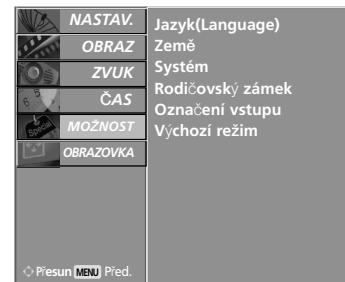 NASTAV.
OBRAZ
ZVUK
ČAS
MOŽNOST
OBRAZOVKA
Přesun MENU Před.
Jazyk(Language)
Země
Systém
Rodičovský zámek
Označení vstupu
Výchozí režim